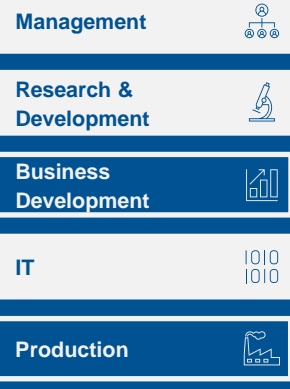 Management
Research &
Development
Business
Development
IT
1010
1010
Production